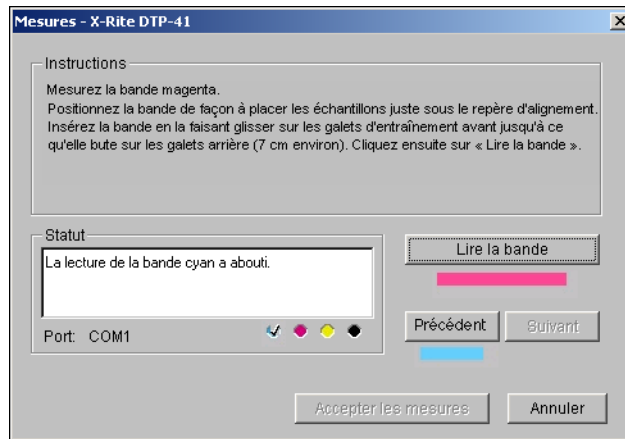 Mesures - X-Rite DTP-41
Instructions
Mesurez la bande magenta.
Positionnez la bande de façon à placer les échantillons juste sous le repère d'alignement.
Insérez la bande en la faisant glisser sur les galets d'entraînement avant jusqu'à ce
qu'elle bute sur les galets arrière (7 cm environ). Cliquez ensuite sur « Lire la bande ».
Statut
La lecture de la bande cyan a abouti.
Port: COM1
Lire la bande
Précédent
Suivant
Accepter les mesures
Annuler